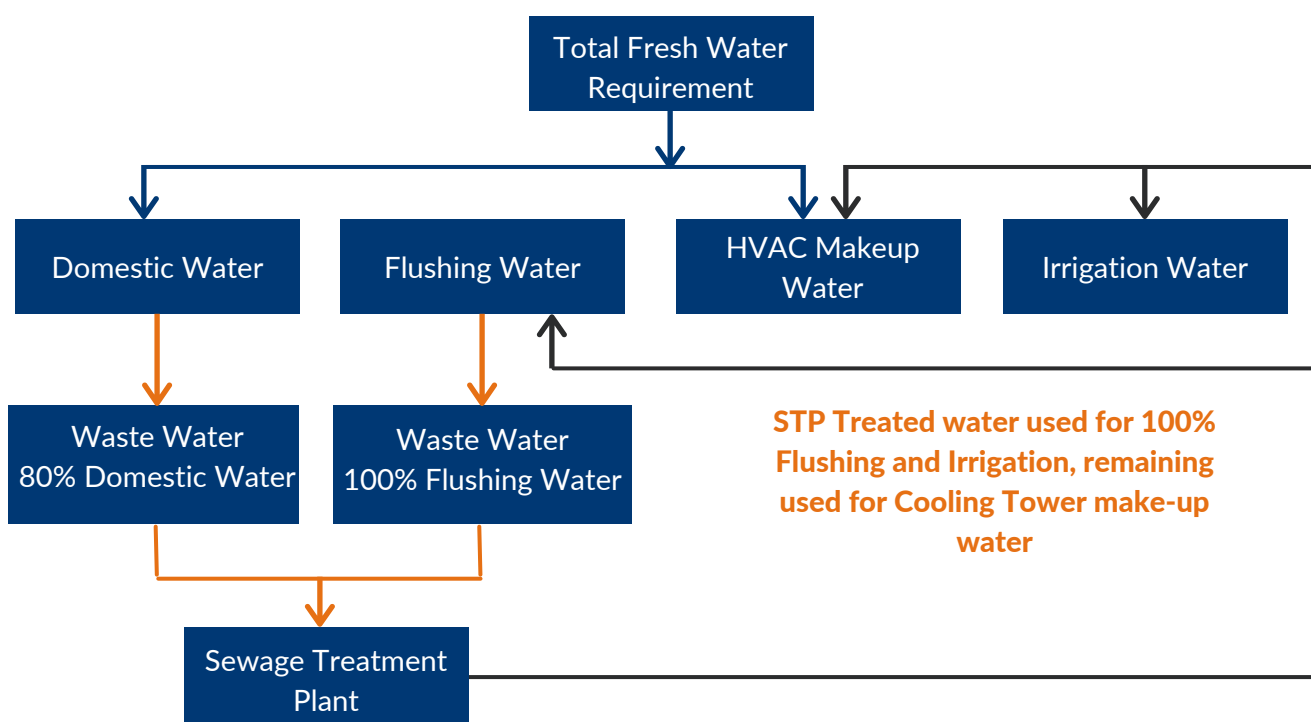 Total Fresh Water
Requirement
Domestic Water
Flushing Water
HVAC Makeup
Water
Irrigation Water
Waste Water
80% Domestic Water
Waste Water
100% Flushing Water
STP Treated water used for 100%
Flushing and Irrigation, remaining
used for Cooling Tower make-up
water
Sewage Treatment
Plant